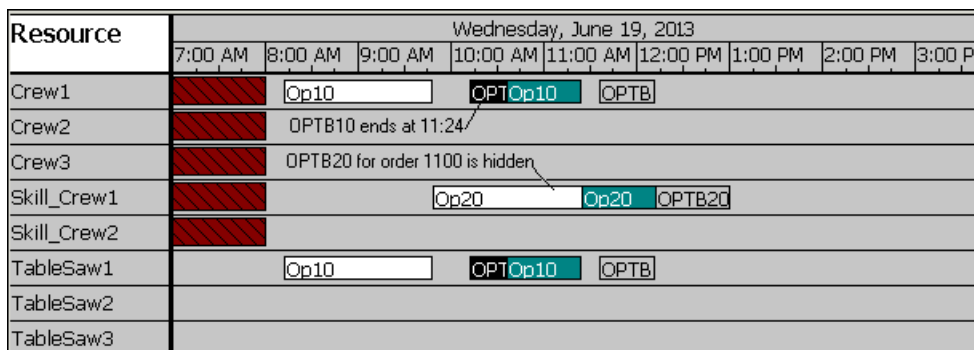 Resource
Wednesday, June 19, 2013
7:00 AM 8:00 AM 9:00 AM 10:00 AM 11:00 AM 12:00 PM 1:00 PM 2:00 PM 3:00 P
Crew1 Op10 OPT Op10 OPTB
Crew2 OPTB10 ends at 11:24
Crew3 OPTB20 for order 1100 is hidden
Skill_Crew1 Op20 Op20 OPTB20
Skill_Crew2
TableSaw1 Op10 OPT Op10 OPTB
TableSaw2
TableSaw3